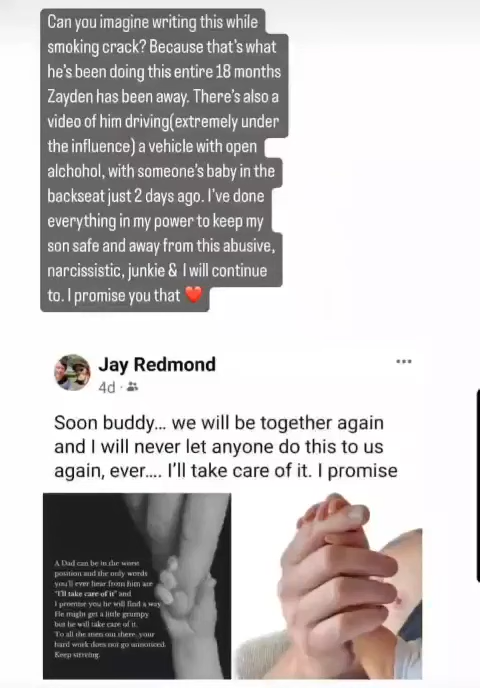 Can you imagine writing this while
smoking crack? Because that's what
he's been doing this entire 18 months
Zayden has been away. There's also a
video of him driving(extremely under
the influence) a vehicle with open
alchohol, with someone's baby in the
backseat just 2 days ago. I've done
everything in my power to keep my
son safe and away from this abusive,
narcissistic, junkie & I will continue
to. I promise you that ❤️
Jay Redmond
4d ·
Soon buddy... we will be together again
and I will never let anyone do this to us
again, ever.... I'll take care of it. I promise
A Dad can be in the worst
position and the only words
you'll ever hear from him are
"I'll take care of it" and
I promise you he will find a way
He might get a little grumpy
but he will take care of it.
To all the men out there, your
hard work does not go unnoticed.
Keep striving.